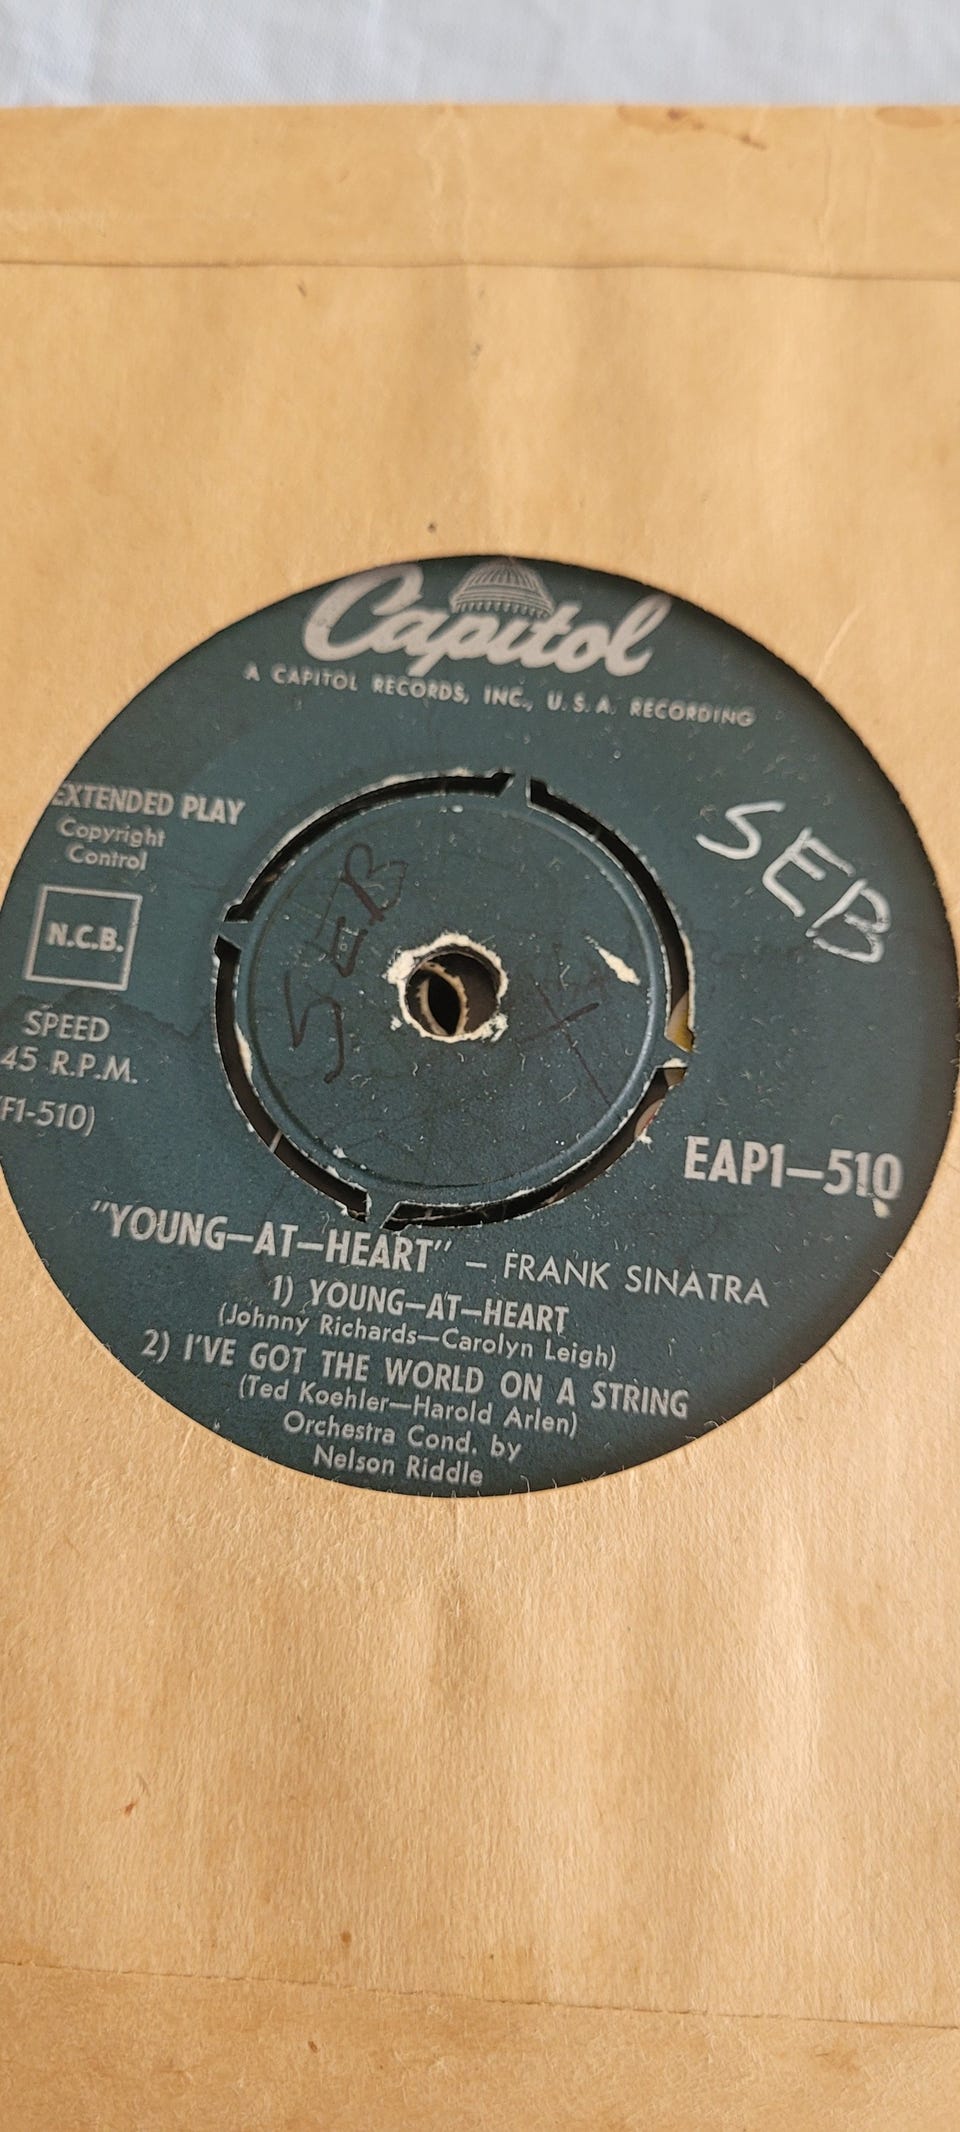 Capitol
A CAPITOL RECORDS, INC., U.S.A. RECORDING
EXTENDED PLAY
Copyright
Control
N.C.B.
SPEED
45 R.P.M.
F1-510)
SEB
SEB
EAP1—510
"YOUNG—AT—HEART" — FRANK SINATRA
1) YOUNG—AT—HEART
(Johnny Richards—Carolyn Leigh)
2) I'VE GOT THE WORLD ON A STRING
(Ted Koehler—Harold Arlen)
Orchestra Cond. by
Nelson Riddle